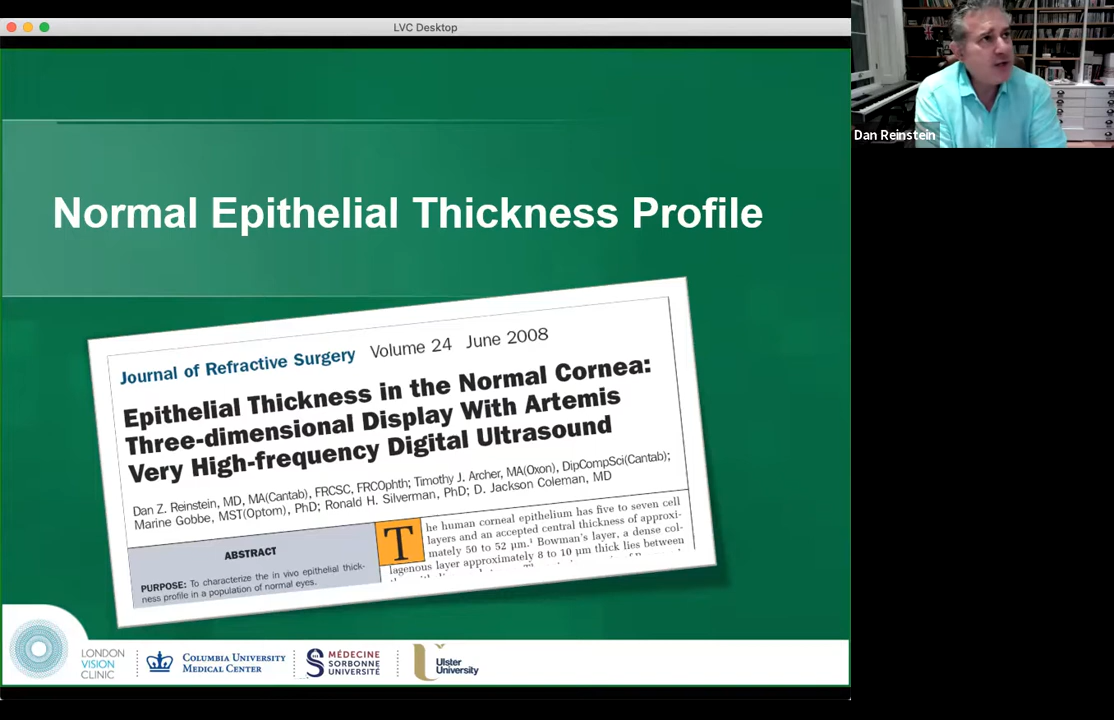 LVC Desktop
Dan Reinstein
Normal Epithelial Thickness Profile
Journal of Refractive Surgery Volume 24 June 2008
Epithelial Thickness in the Normal Cornea:
Three-dimensional Display With Artemis
Very High-frequency Digital Ultrasound
Dan Z. Reinstein, MD, MA(Cantab), FRCSC, FRCOphth; Timothy J. Archer, MA(Oxon), DipCompSci(Cantab);
Marine Gobbe, MST(Optom), PhD; Ronald H. Silverman, PhD; D. Jackson Coleman, MD
ABSTRACT
PURPOSE: To characterize the in vivo epithelial thick-
ness profile in a population of normal eyes.
The human corneal epithelium has five to seven cell
layers and an accepted central thickness of approxi-
mately 50 to 52 µm.¹ Bowman's layer, a dense col-
lagenous layer approximately 8 to 10 µm thick lies between
LONDON
VISION
CLINIC
COLUMBIA UNIVERSITY
MEDICAL CENTER
MÉDECINE
SORBONNE
UNIVERSITÉ
Ulster
University